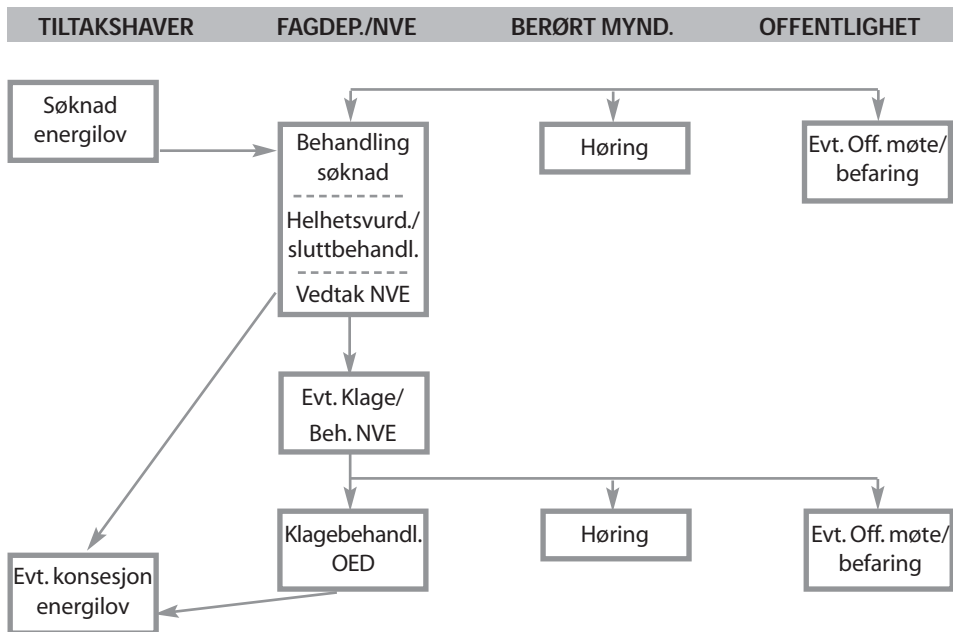 TILTAKSHAVER FAGDEP./NVE BERØRT MYND. OFFENTLIGHET
Søknad
energilov
Behandling
søknad
Helhetsvurd./
sluttbehandl.
Vedtak NVE
Høring
Evt. Off. møte/
befaring
Evt. Klage/
Beh. NVE
Klagebehandl.
OED
Høring
Evt. Off. møte/
befaring
Evt. konsesjon
energilov